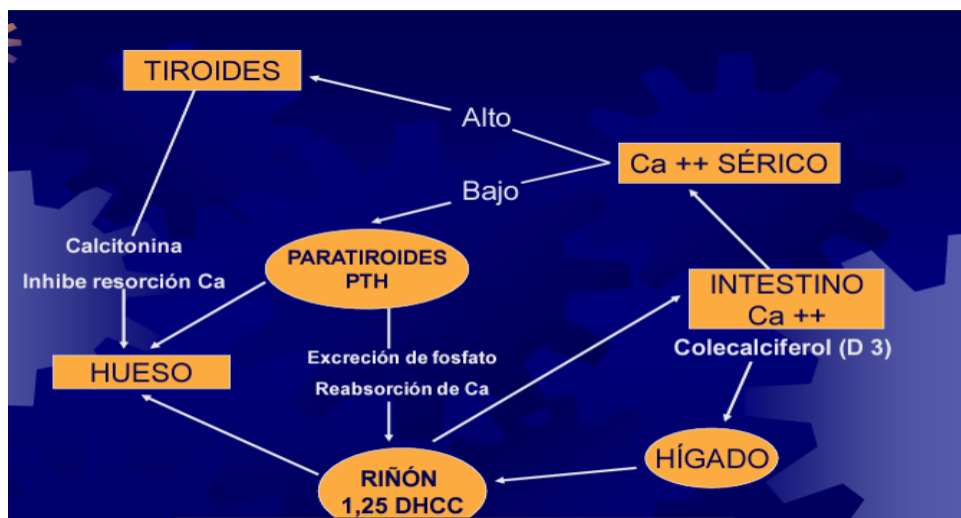 TIROIDES
Alto
Ca ++ SÉRICO
Bajo
Calcitonina
Inhibe resorción Ca
PARATIROIDES
PTH
INTESTINO
Ca ++
Colecalciferol (D 3)
Excreción de fosfato
Reabsorción de Ca
HUESO
HÍGADO
RIÑÓN
1,25 DHCC